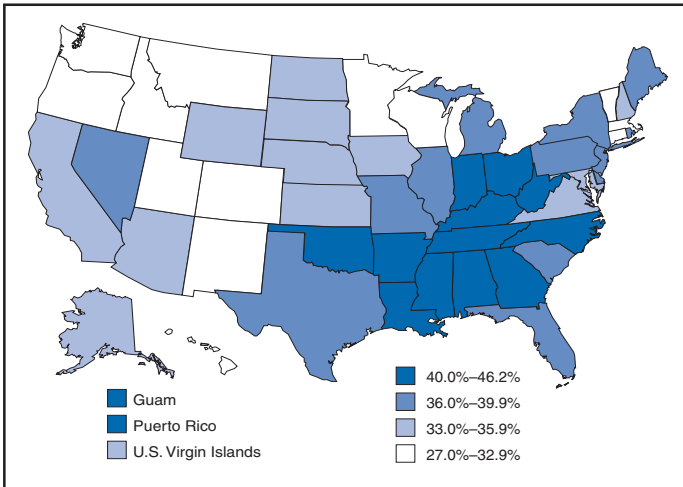 Guam
Puerto Rico
U.S. Virgin Islands
40.0%–46.2%
36.0%–39.9%
33.0%–35.9%
27.0%–32.9%